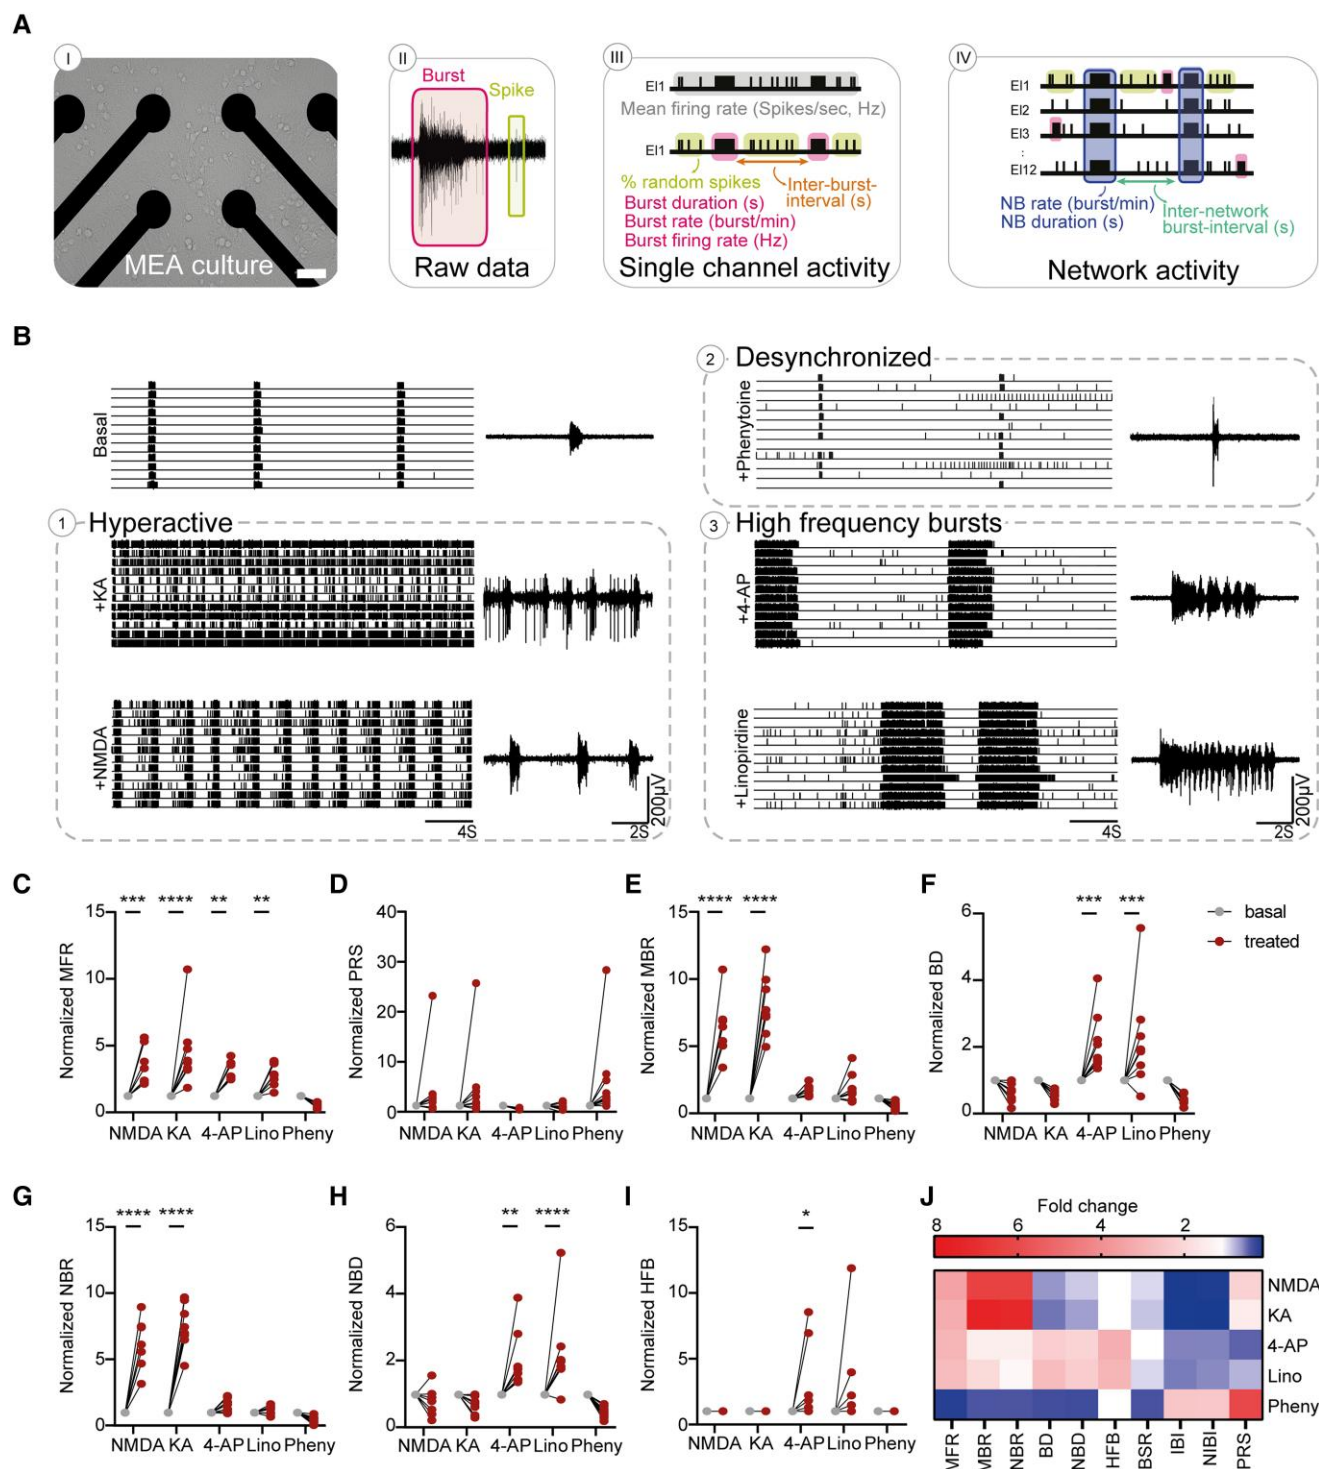 A
I
MEA culture
II
Burst
Spike
Raw data
III
El1
Mean firing rate (Spikes/sec, Hz)
El1
% random spikes
Burst duration (s)
Burst rate (burst/min)
Burst firing rate (Hz)
Inter-burst-
interval (s)
Single channel activity
IV
El1
El2
El3
:
El12
NB rate (burst/min)
NB duration (s)
Inter-network
burst-interval (s)
Network activity
B
Basal
1 Hyperactive
+KA
+NMDA
4S
2S
200µV
2 Desynchronized
+Phenytoine
3 High frequency bursts
+4-AP
+Linopirdine
4S
2S
200µV
C
*** **** ** **
Normalized MFR
15
10
5
0
NMDA KA 4-AP Lino Pheny
D
Normalized PRS
40
30
20
10
0
NMDA KA 4-AP Lino Pheny
E
**** ****
Normalized MBR
15
10
5
0
NMDA KA 4-AP Lino Pheny
F
*** ***
Normalized BD
6
4
2
0
NMDA KA 4-AP Lino Pheny
basal
treated
G
**** ****
Normalized NBR
15
10
5
0
NMDA KA 4-AP Lino Pheny
H
** ****
Normalized NBD
6
4
2
0
NMDA KA 4-AP Lino Pheny
I
*
Normalized HFB
15
10
5
0
NMDA KA 4-AP Lino Pheny
J
Fold change
8 6 4 2
NMDA
KA
4-AP
Lino
Pheny
MFR MBR NBR BD NBD HFB BSR IBI NIBI PRS